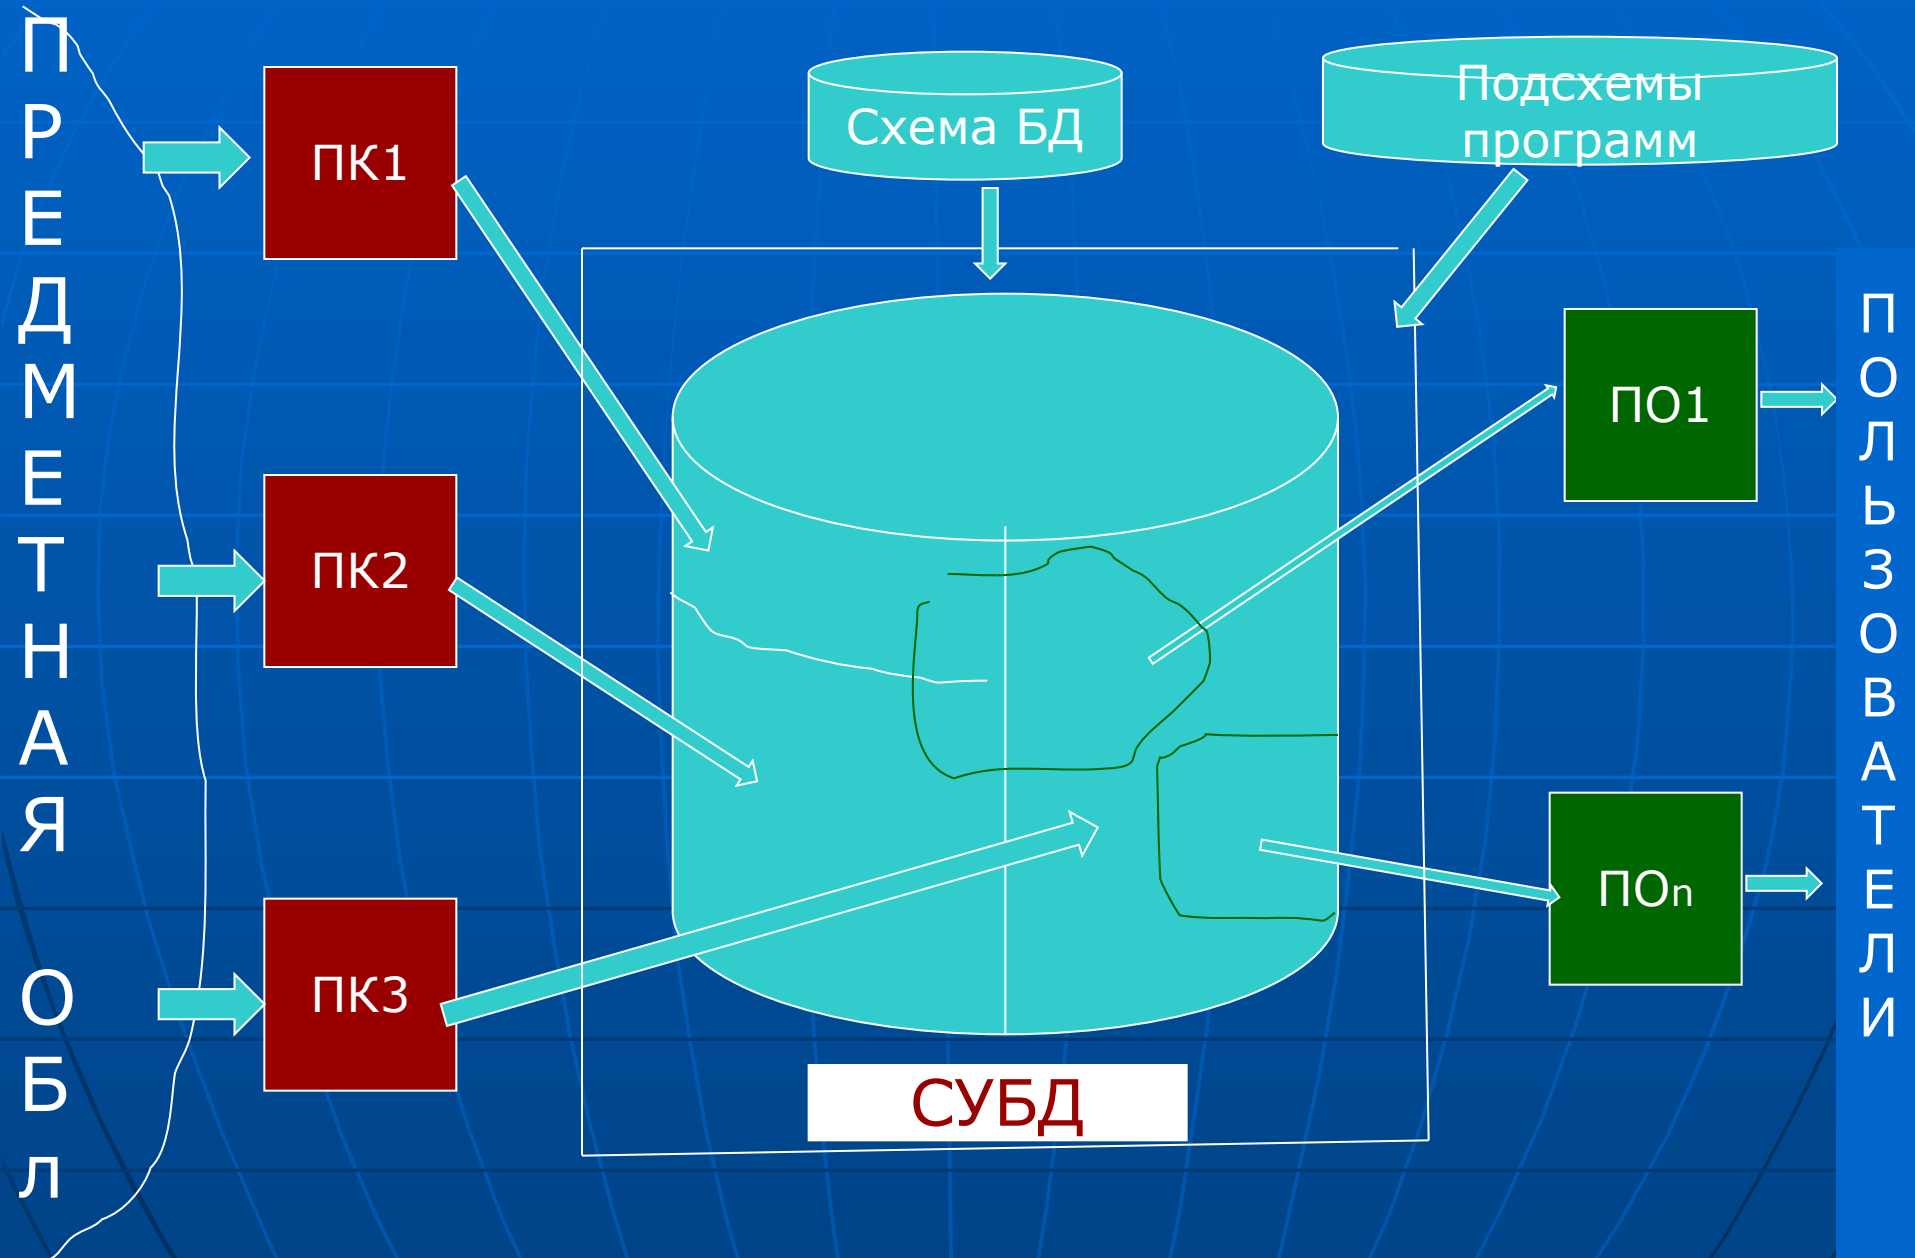 ПРЕДМЕТНАЯ ОБЛ
ПК1
ПК2
ПК3
Схема БД
Подсхемы
программ
СУБД
ПО1
ПОn
ПОЛЬЗОВАТЕЛИ